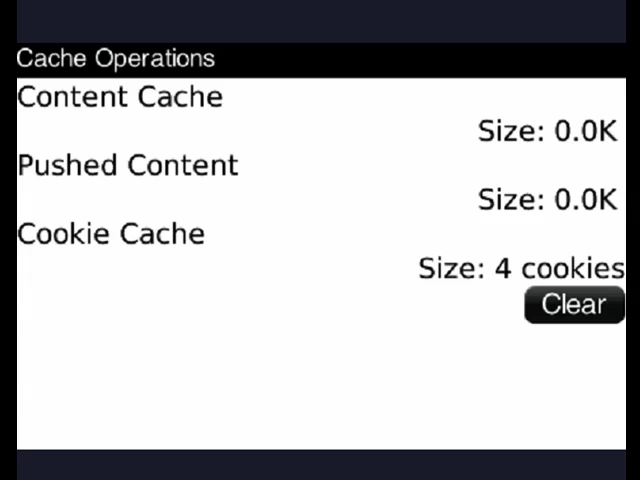 Cache Operations
Content Cache
Size: 0.0K
Pushed Content
Size: 0.0K
Cookie Cache
Size: 4 cookies
Clear